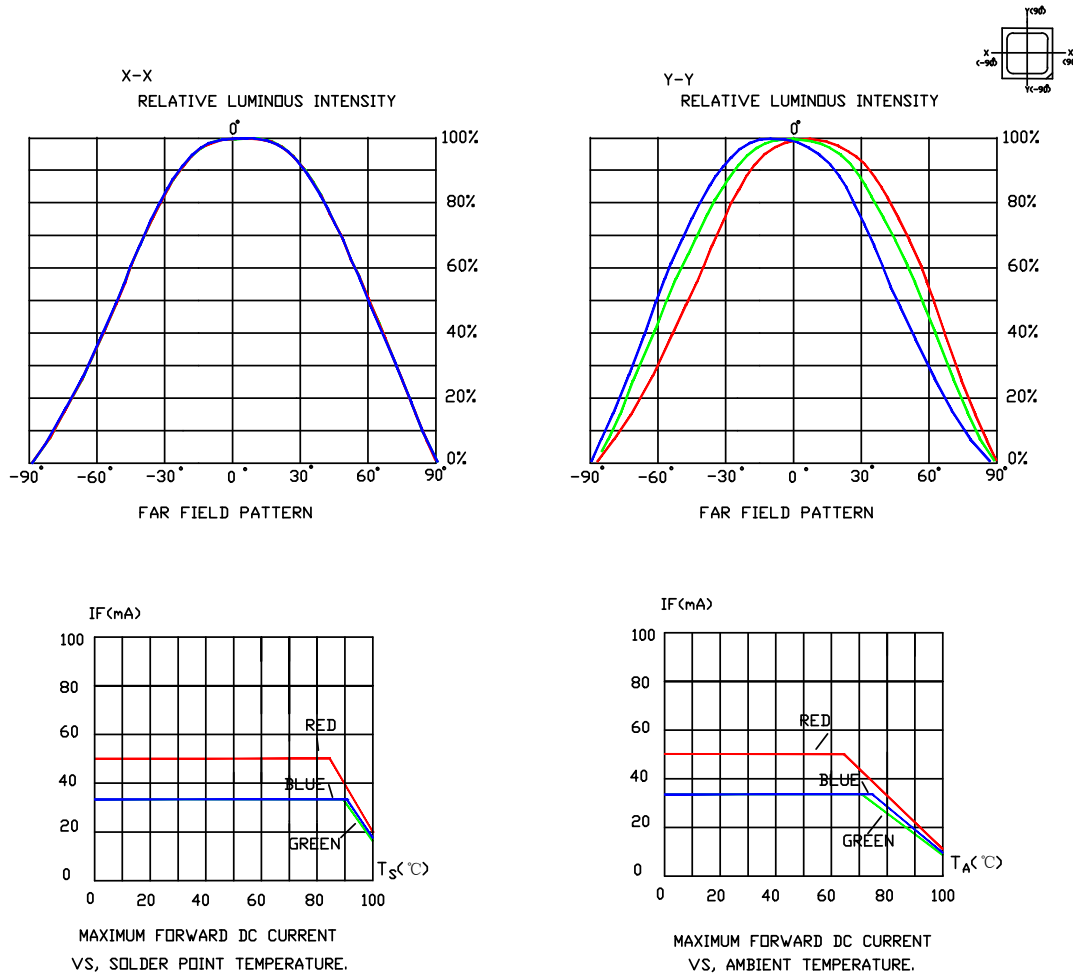 Y(90°)
X X
(-90°) (90°)
Y(-90°)
X-X
RELATIVE LUMINOUS INTENSITY
0°
100%
80%
60%
40%
20%
0%
-90° -60° -30° 0° 30° 60° 90°
FAR FIELD PATTERN
Y-Y
RELATIVE LUMINOUS INTENSITY
0°
100%
80%
60%
40%
20%
0%
-90° -60° -30° 0° 30° 60° 90°
FAR FIELD PATTERN
IF(mA)
100
80
60
40
20
0
RED
BLUE
GREEN
TS(℃)
0 20 40 60 80 100
MAXIMUM FORWARD DC CURRENT
VS, SOLDER POINT TEMPERATURE.
IF(mA)
100
80
60
40
20
0
RED
BLUE
GREEN
TA(℃)
0 20 40 60 80 100
MAXIMUM FORWARD DC CURRENT
VS, AMBIENT TEMPERATURE.